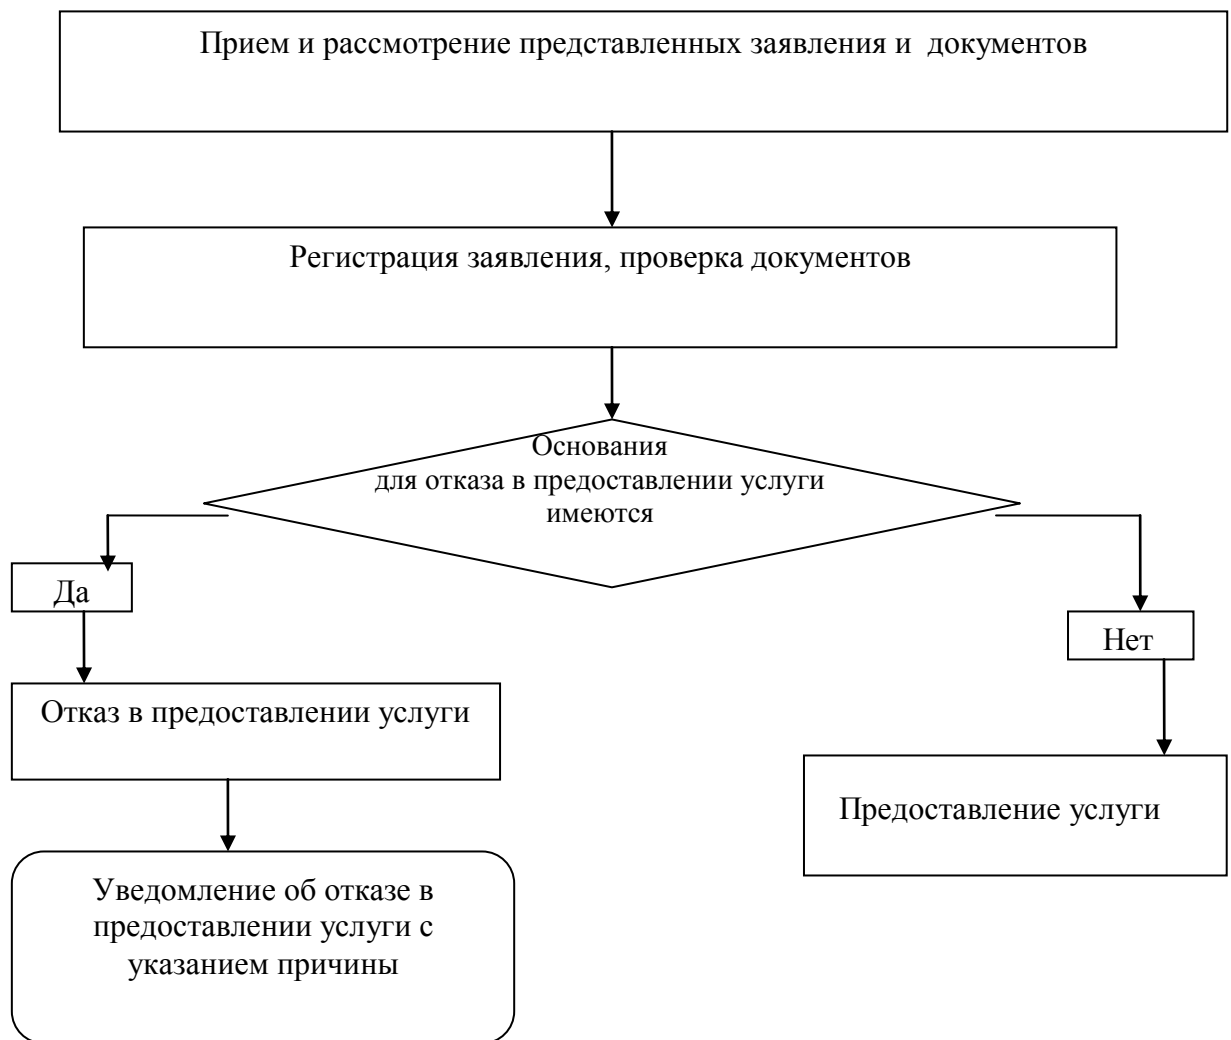 Прием и рассмотрение представленных заявления и  документов
Регистрация заявления, проверка документов
Основания
для отказа в предоставлении услуги
имеются
Да
Нет
Отказ в предоставлении услуги
Предоставление услуги
Уведомление об отказе в
предоставлении услуги с
указанием причины